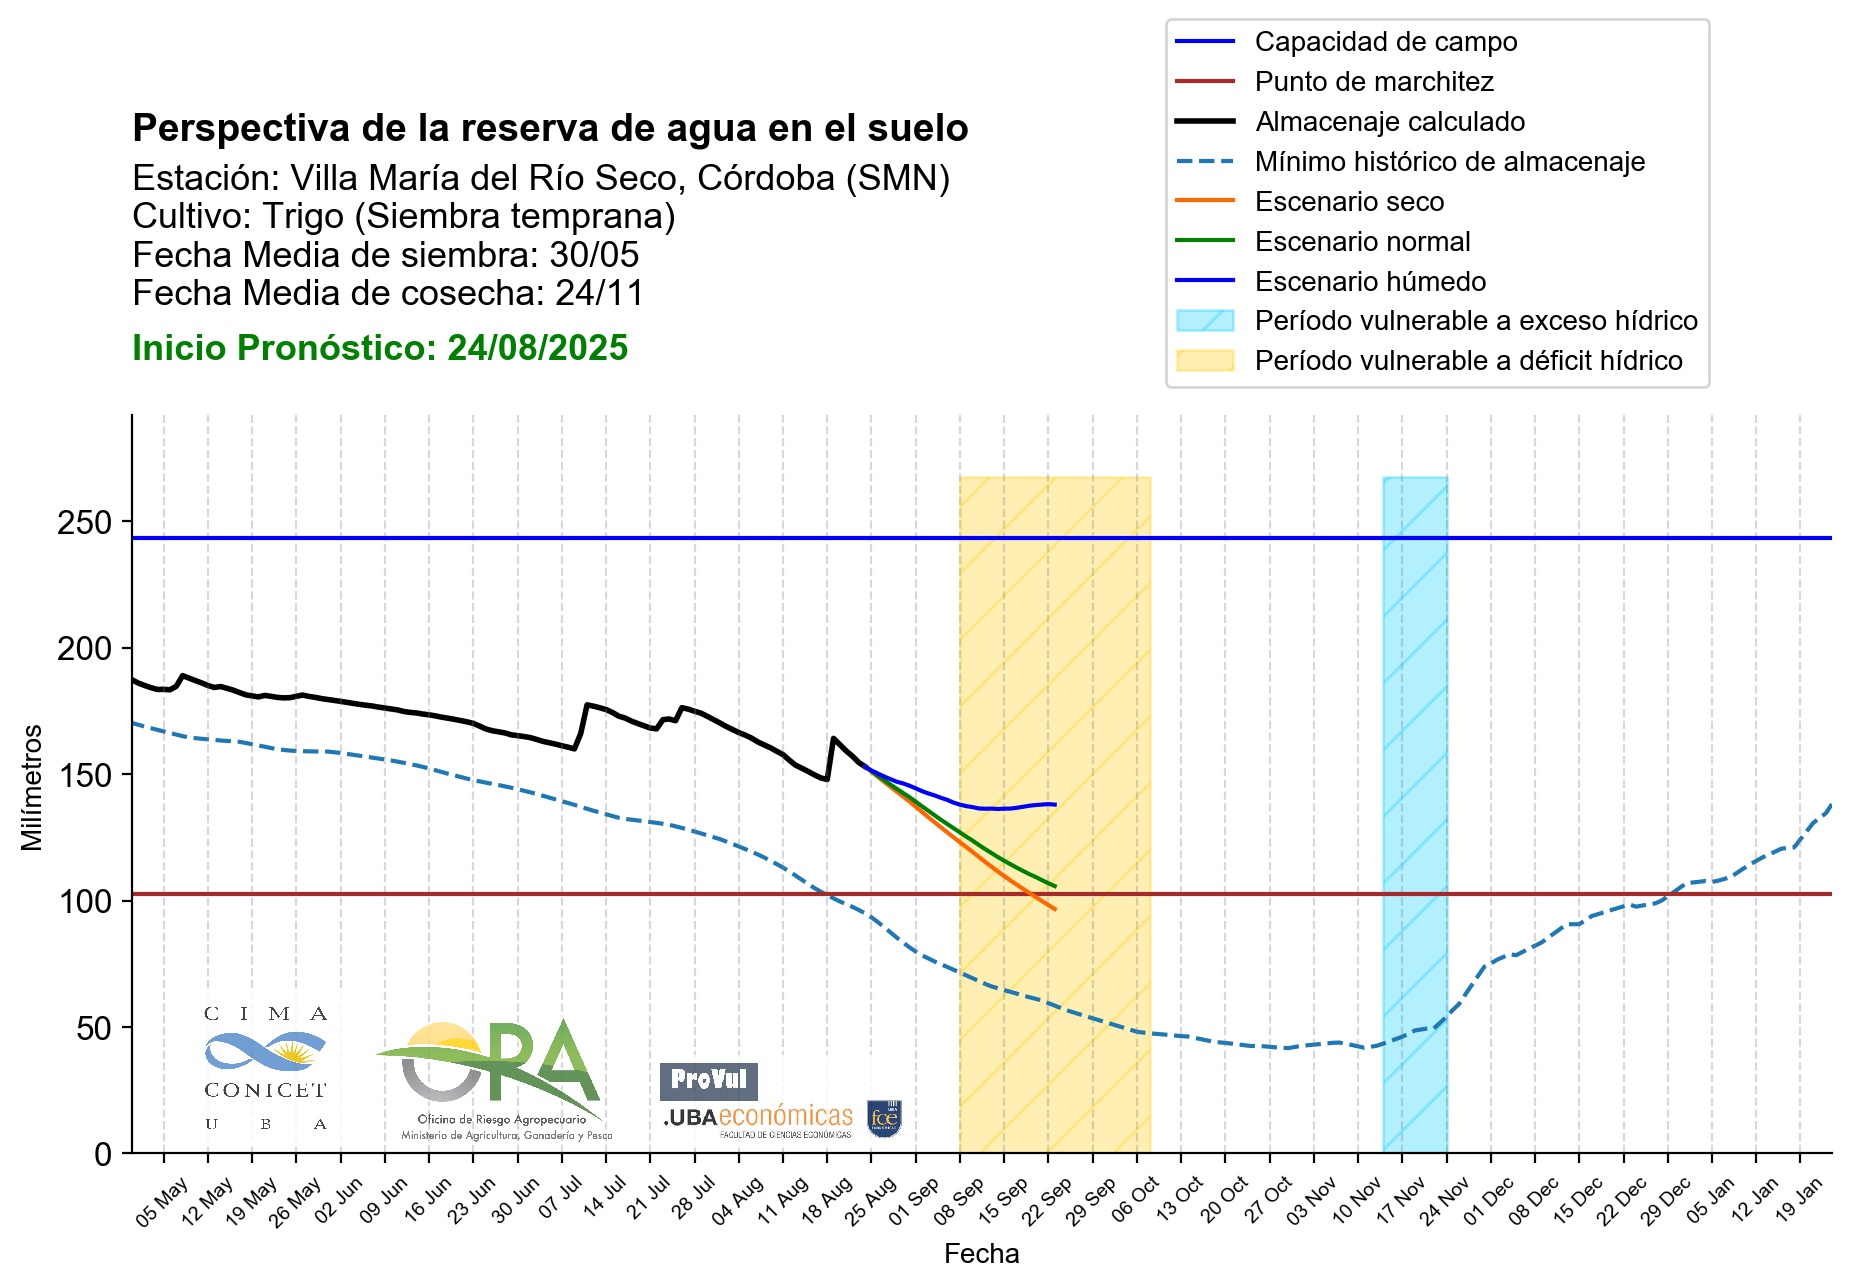 Capacidad de campo
Punto de marchitez
Almacenaje calculado
Mínimo histórico de almacenaje
Escenario seco
Escenario normal
Escenario húmedo
Período vulnerable a exceso hídrico
Período vulnerable a déficit hídrico
Perspectiva de la reserva de agua en el suelo
Estación: Villa María del Río Seco, Córdoba (SMN)
Cultivo: Trigo (Siembra temprana)
Fecha Media de siembra: 30/05
Fecha Media de cosecha: 24/11
Inicio Pronóstico: 24/08/2025
Milímetros
250
200
150
100
50
0
C I M A
CONICET
U B A
ORA
Oficina de Riesgo Agropecuario
Ministerio de Agricultura, Ganadería y Pesca
ProVul
.UBAeconómicas
FACULTAD DE CIENCIAS ECONÓMICAS
fce
05 May
12 May
19 May
26 May
02 Jun
09 Jun
16 Jun
23 Jun
30 Jun
07 Jul
14 Jul
21 Jul
28 Jul
04 Aug
11 Aug
18 Aug
25 Aug
01 Sep
08 Sep
15 Sep
22 Sep
29 Sep
06 Oct
13 Oct
20 Oct
27 Oct
03 Nov
10 Nov
17 Nov
24 Nov
01 Dec
08 Dec
15 Dec
22 Dec
29 Dec
05 Jan
12 Jan
19 Jan
Fecha